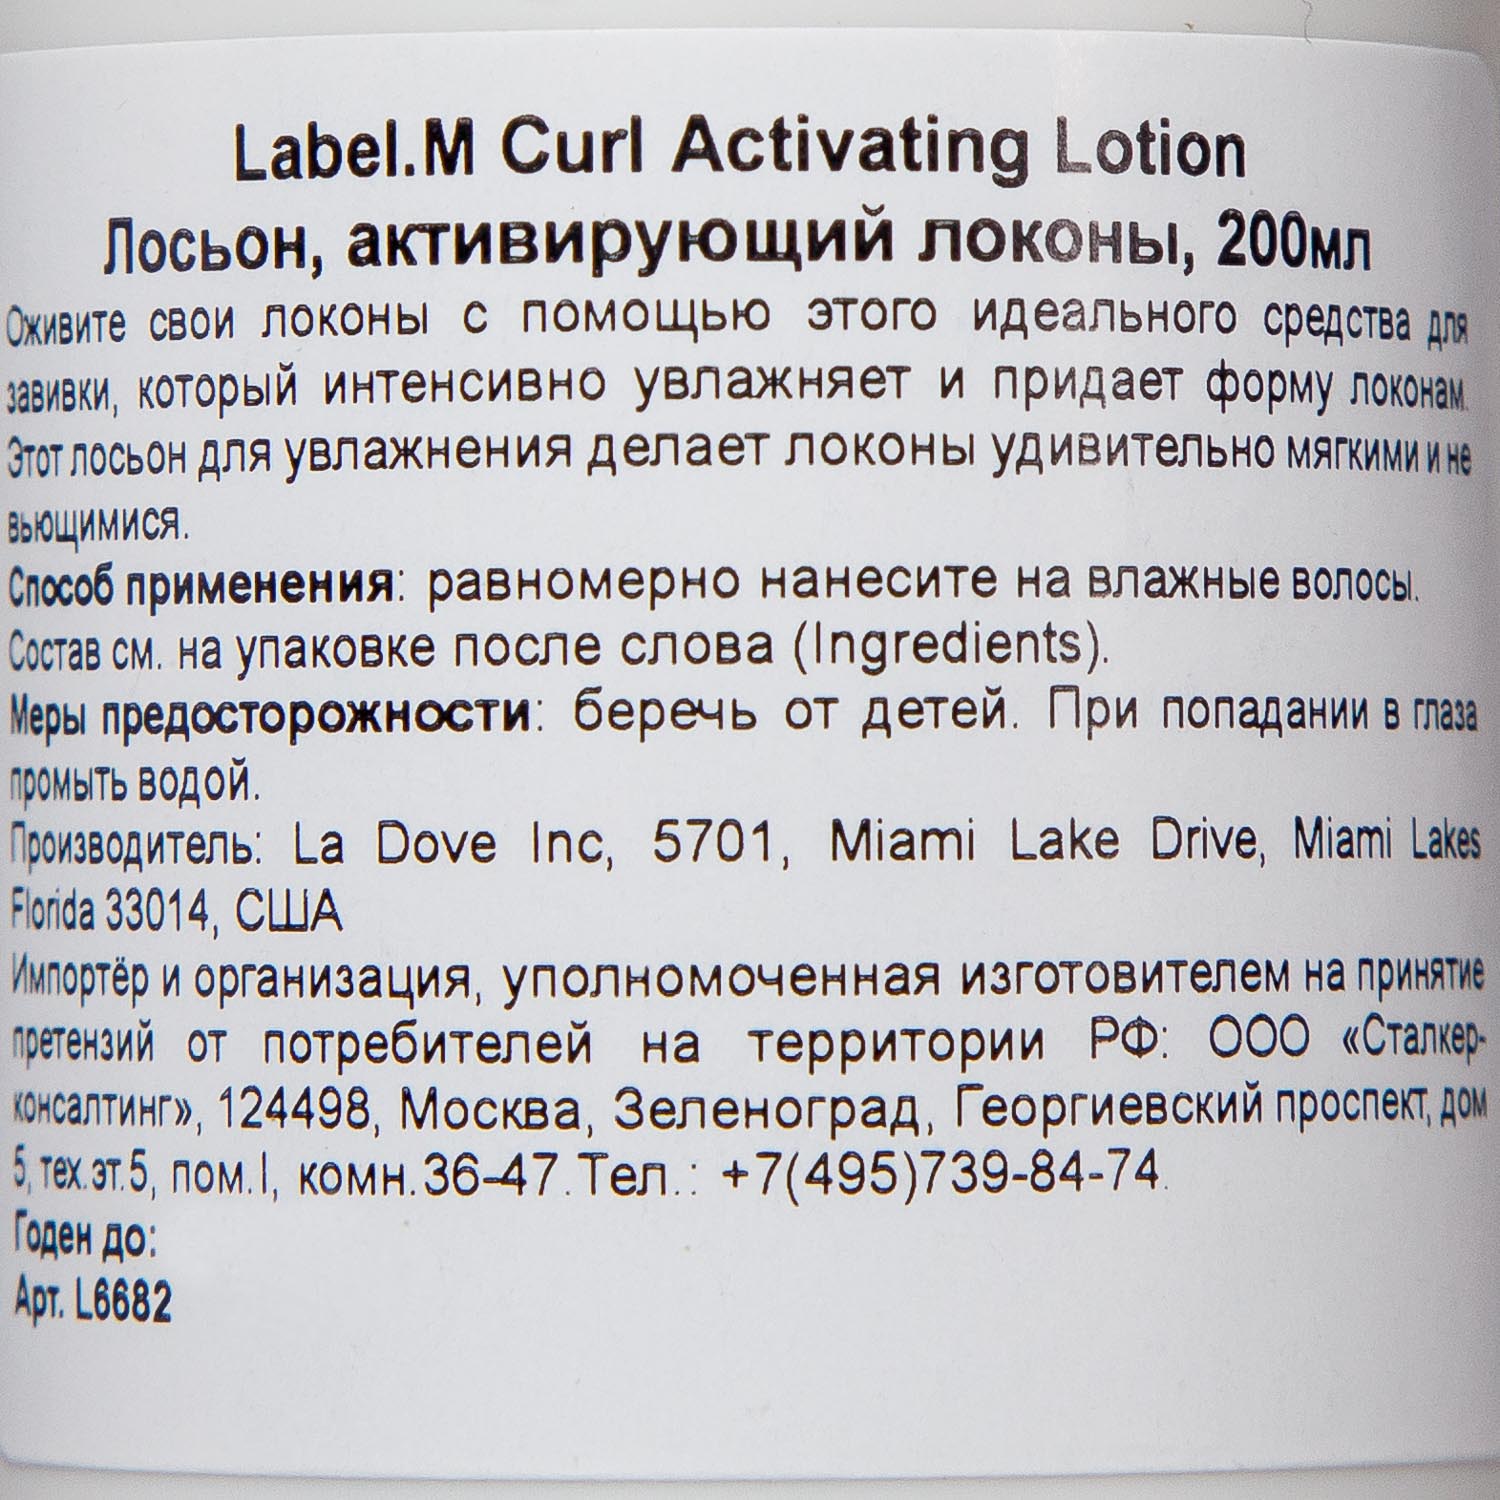 Label.M Curl Activating Lotion
Лосьон, активирующий локоны, 200мл
Оживите свои локоны с помощью этого идеального средства для
завивки, который интенсивно увлажняет и придает форму локонам.
Этот лосьон для увлажнения делает локоны удивительно мягкими и не
вьющимися.
Способ применения: равномерно нанесите на влажные волосы.
Состав см. на упаковке после слова (Ingredients).
Меры предосторожности: беречь от детей. При попадании в глаза
промыть водой.
Производитель: La Dove Inc, 5701, Miami Lake Drive, Miami Lakes
Florida 33014, США
Импортёр и организация, уполномоченная изготовителем на принятие
претензий от потребителей на территории РФ: ООО «Сталкер-
консалтинг», 124498, Москва, Зеленоград, Георгиевский проспект, дом
5, тех.эт.5, пом.I, комн.36-47.Тел.: +7(495)739-84-74.
Годен до:
Арт. L6682